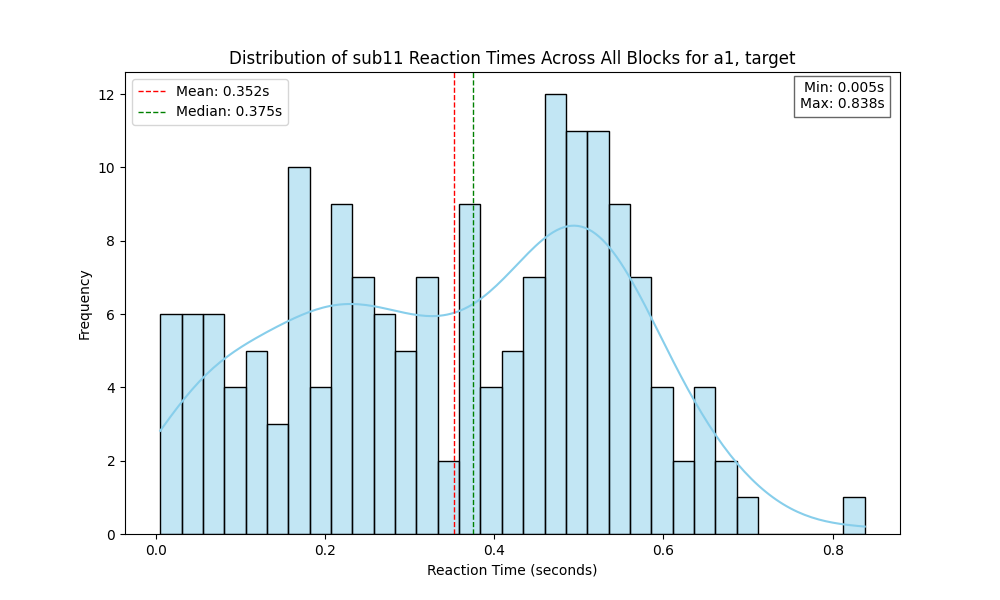 Distribution of sub11 Reaction Times Across All Blocks for a1, target
Mean: 0.352s
Median: 0.375s
Min: 0.005s
Max: 0.838s
Frequency
12
10
8
6
4
2
0
0.0 0.2 0.4 0.6 0.8
Reaction Time (seconds)